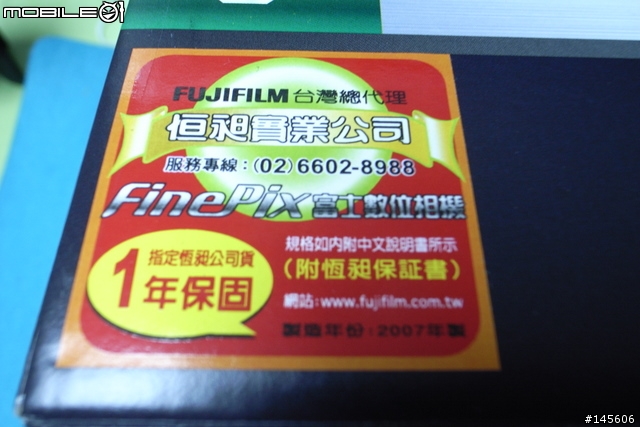 MOBILE01
FUJIFILM 台灣總代理
恒昶實業公司
服務專線：(02)6602-8988
FinePix 富士數位相機
指定恆昶公司貨
1年保固
規格如內附中文說明書所示
（附恆昶保証書）
網站：www.fujifilm.com.tw
製造年份：2007年製
#145606